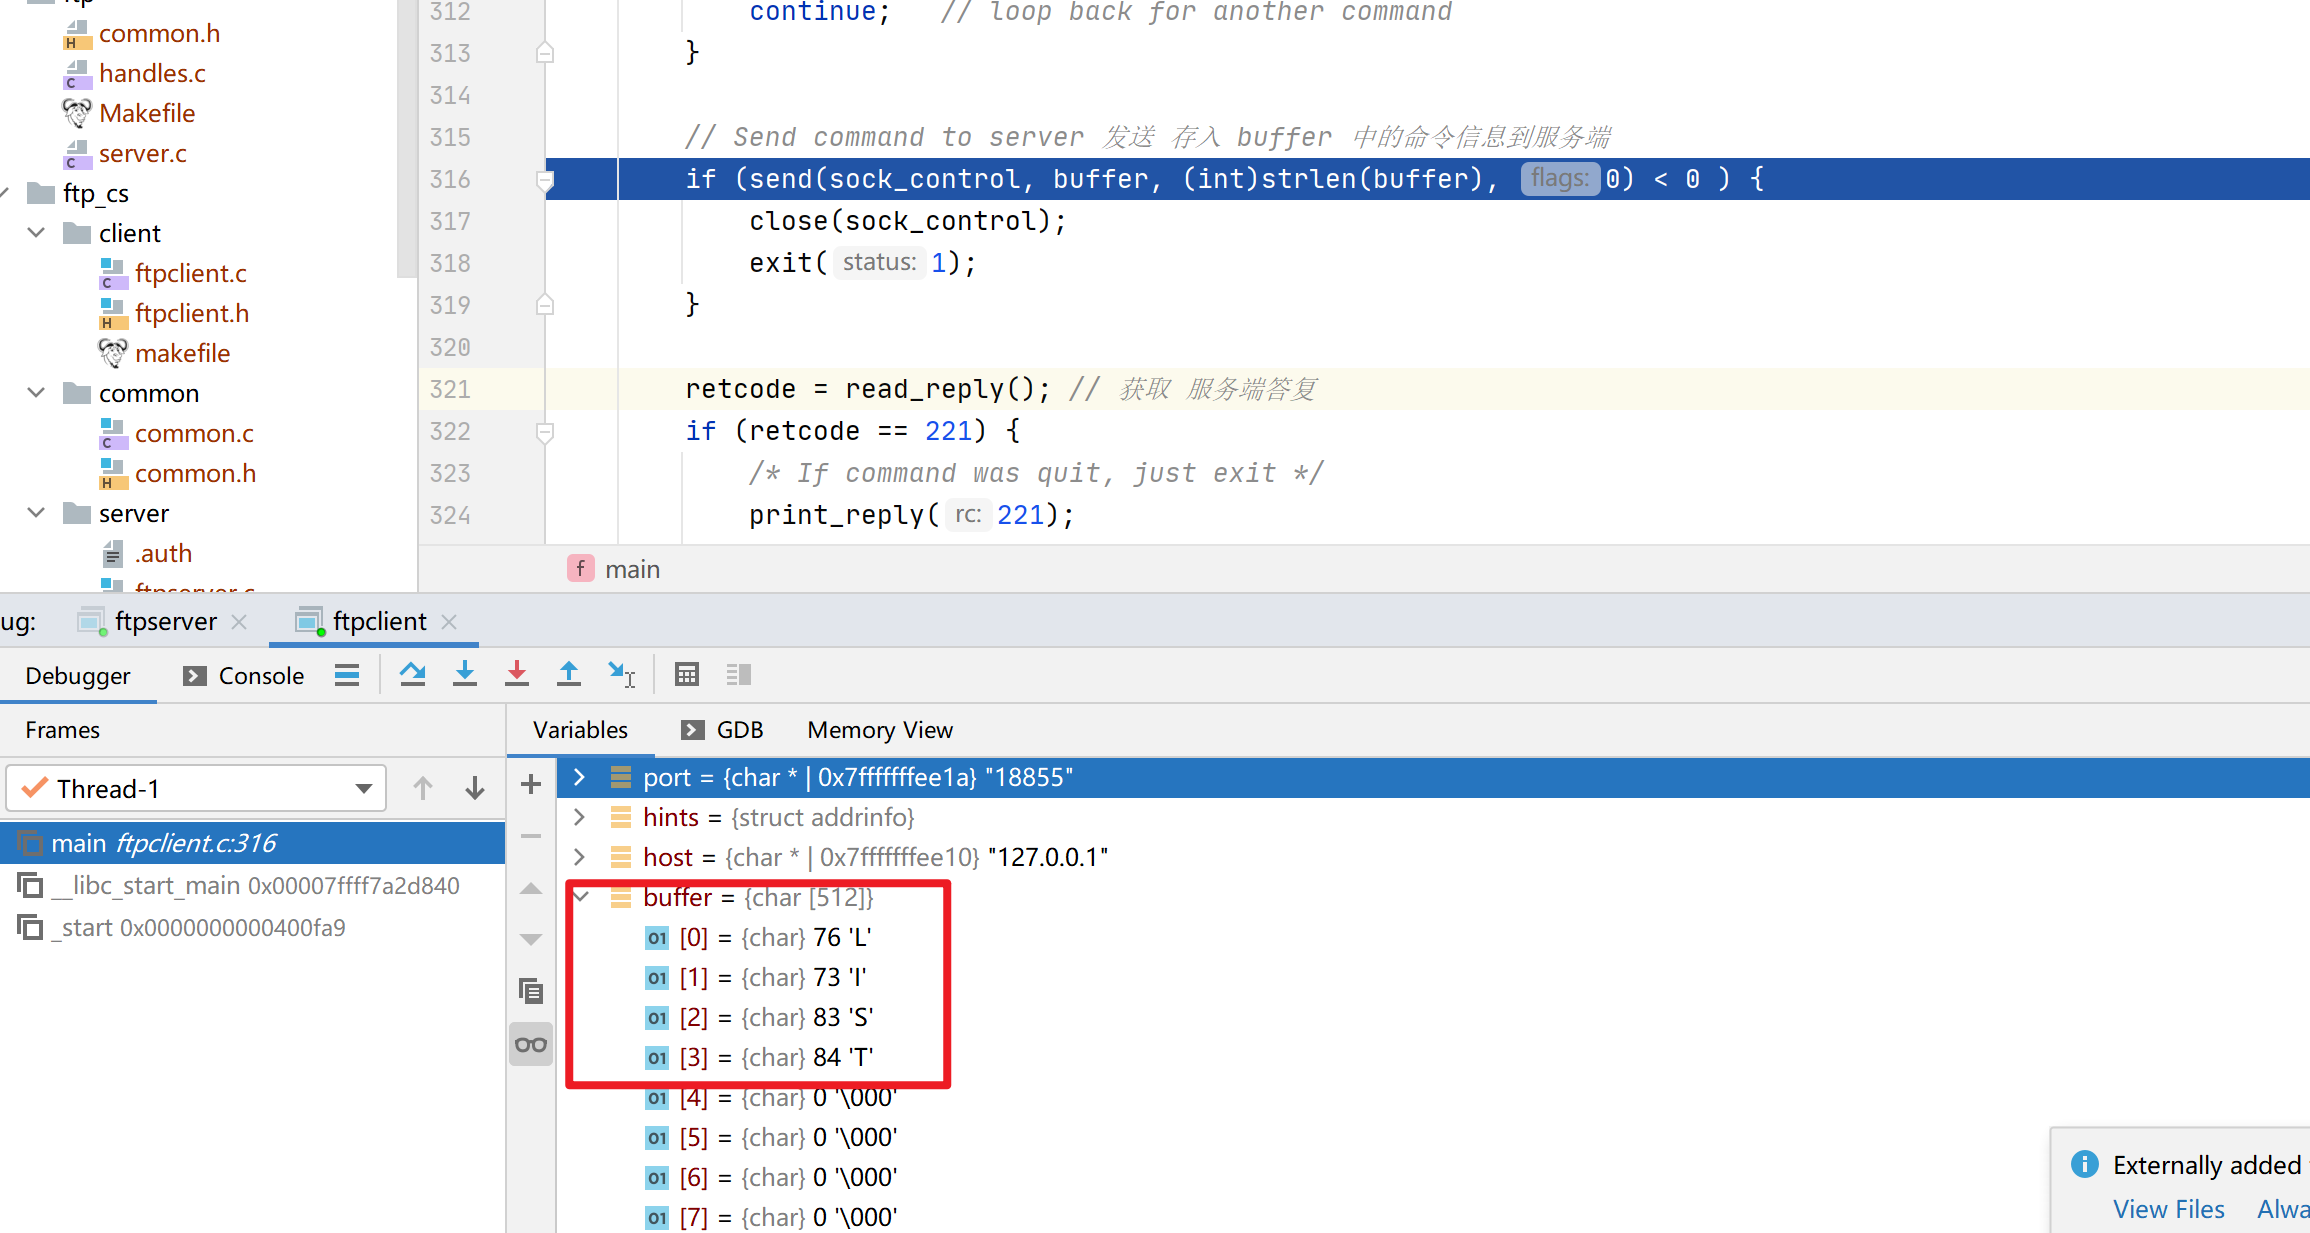 ftp
common.h
handles.c
Makefile
server.c
ftp_cs
client
ftpclient.c
ftpclient.h
makefile
common
common.c
common.h
server
.auth
ftpserver.c
312 continue; // loop back for another command
313 }
314
315 // Send command to server 发送 存入 buffer 中的命令信息到服务端
316 if (send(sock_control, buffer, (int)strlen(buffer), flags: 0) < 0 ) {
317 close(sock_control);
318 exit( status: 1);
319 }
320
321 retcode = read_reply(); // 获取 服务端答复
322 if (retcode == 221) {
323 /* If command was quit, just exit */
324 print_reply( rc: 221);
f main
ug: ftpserver ftpclient
Debugger Console
Frames Variables GDB Memory View
Thread-1
main ftpclient.c:316
__libc_start_main 0x00007ffff7a2d840
_start 0x0000000000400fa9
port = {char * | 0x7fffffffee1a} "18855"
hints = {struct addrinfo}
host = {char * | 0x7fffffffee10} "127.0.0.1"
buffer = {char [512]}
01 [0] = {char} 76 'L'
01 [1] = {char} 73 'I'
01 [2] = {char} 83 'S'
01 [3] = {char} 84 'T'
01 [4] = {char} 0 '\000'
01 [5] = {char} 0 '\000'
01 [6] = {char} 0 '\000'
01 [7] = {char} 0 '\000'
Externally added
View Files Alwa